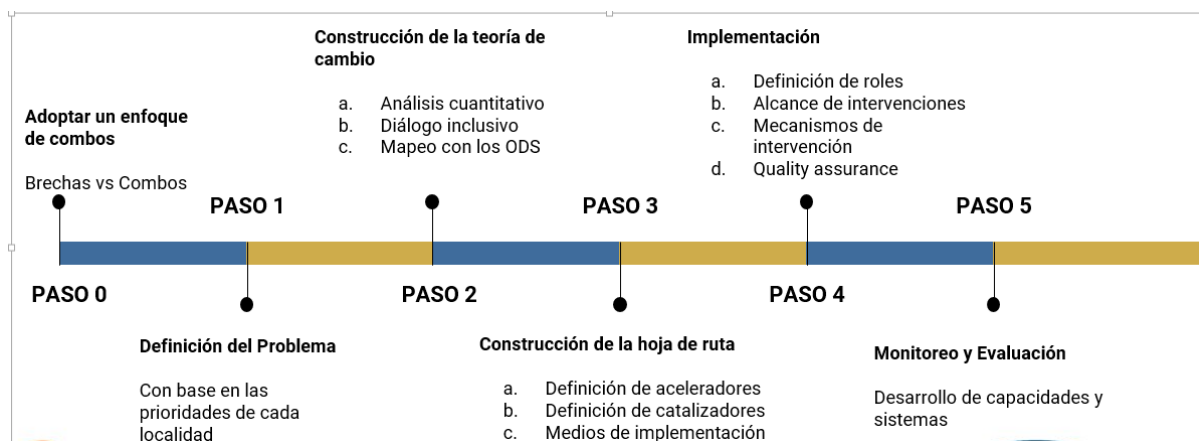 Construcción de la teoría de
cambio
a. Análisis cuantitativo
b. Diálogo inclusivo
c. Mapeo con los ODS
Implementación
a. Definición de roles
b. Alcance de intervenciones
c. Mecanismos de
intervención
d. Quality assurance
Adoptar un enfoque
de combos
Brechas vs Combos
PASO 1
PASO 3
PASO 5
PASO 0
PASO 2
PASO 4
Definición del Problema
Con base en las
prioridades de cada
localidad
Construcción de la hoja de ruta
a. Definición de aceleradores
b. Definición de catalizadores
c. Medios de implementación
Monitoreo y Evaluación
Desarrollo de capacidades y
sistemas